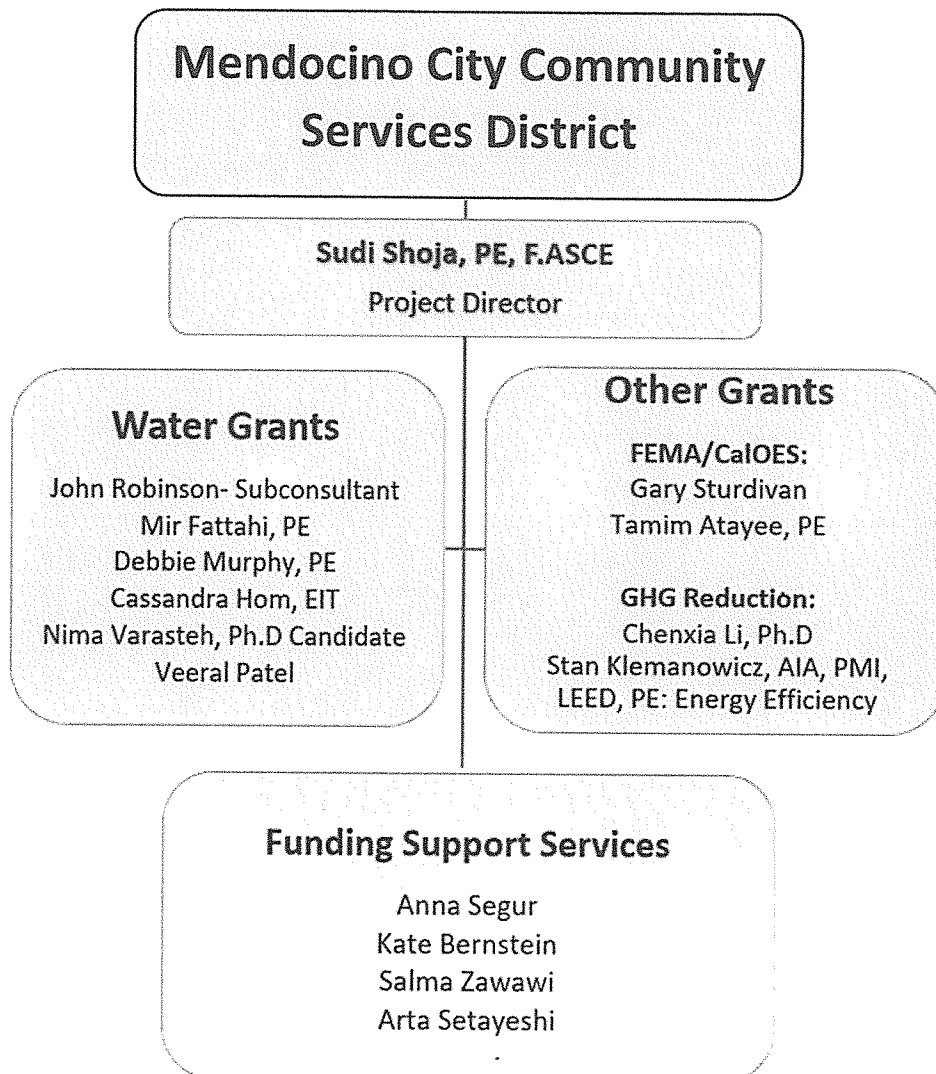 Mendocino City Community
Services District
Sudi Shoja, PE, F.ASCE
Project Director
Water Grants
John Robinson- Subconsultant
Mir Fattahi, PE
Debbie Murphy, PE
Cassandra Hom, EIT
Nima Varasteh, Ph.D Candidate
Veeral Patel
Other Grants
FEMA/CalOES:
Gary Sturdivan
Tamim Atayee, PE
GHG Reduction:
Chenxia Li, Ph.D
Stan Klemanowicz, AIA, PMI,
LEED, PE: Energy Efficiency
Funding Support Services
Anna Segur
Kate Bernstein
Salma Zawawi
Arta Setayeshi